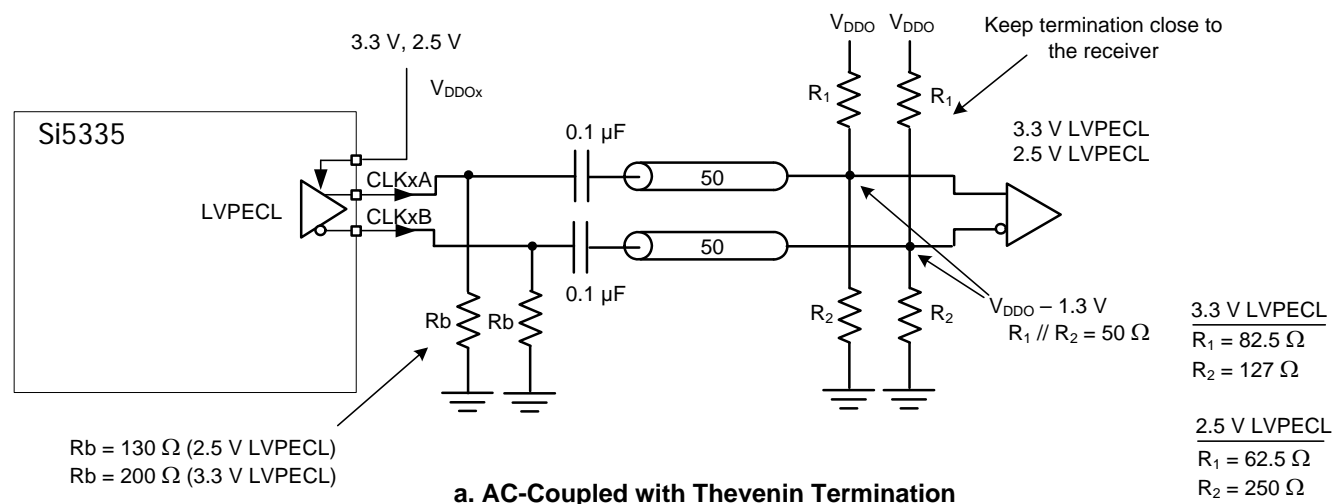 3.3 V, 2.5 V
VDDOx
Si5335
LVPECL
CLKxA
CLKxB
0.1 µF
50
0.1 µF
50
Rb
Rb
Rb = 130 Ω (2.5 V LVPECL)
Rb = 200 Ω (3.3 V LVPECL)
VDDO
VDDO
R1
R1
Keep termination close to
the receiver
3.3 V LVPECL
2.5 V LVPECL
R2
R2
VDDO – 1.3 V
R1 // R2 = 50 Ω
3.3 V LVPECL
R1 = 82.5 Ω
R2 = 127 Ω
2.5 V LVPECL
R1 = 62.5 Ω
R2 = 250 Ω
a. AC-Coupled with Thevenin Termination